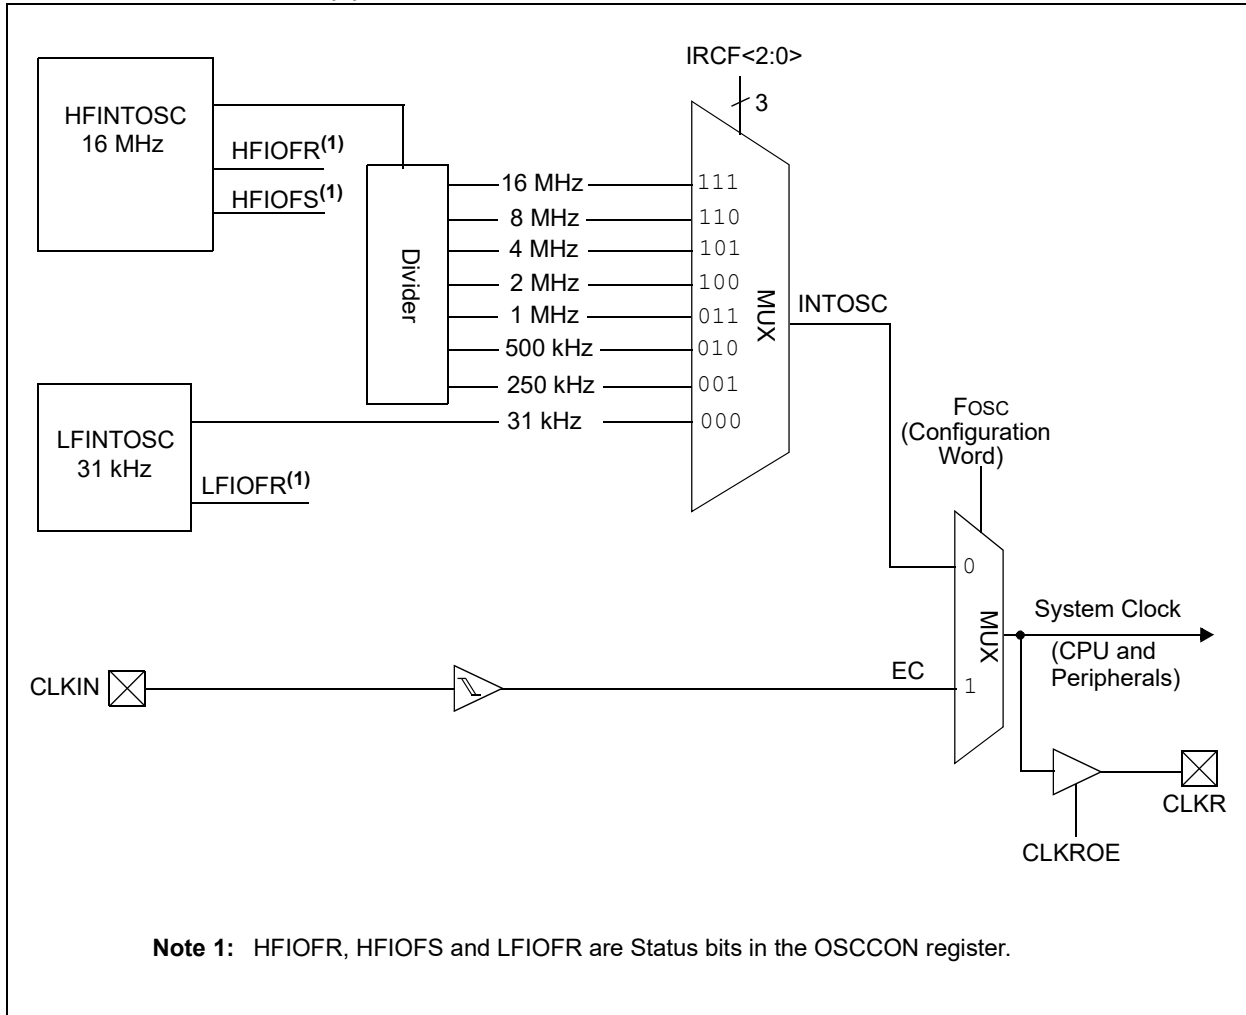 IRCF<2:0>
3
HFINTOSC
16 MHz
HFIOFR(1)
HFIOFS(1)
Divider
16 MHz 111
8 MHz 110
4 MHz 101
2 MHz 100
1 MHz 011
500 kHz 010
250 kHz 001
31 kHz 000
MUX
INTOSC
LFINTOSC
31 kHz
LFIOFR(1)
FOSC
(Configuration
Word)
0
MUX
System Clock
(CPU and
Peripherals)
CLKIN
EC
1
CLKR
CLKROE
Note 1: HFIOFR, HFIOFS and LFIOFR are Status bits in the OSCCON register.